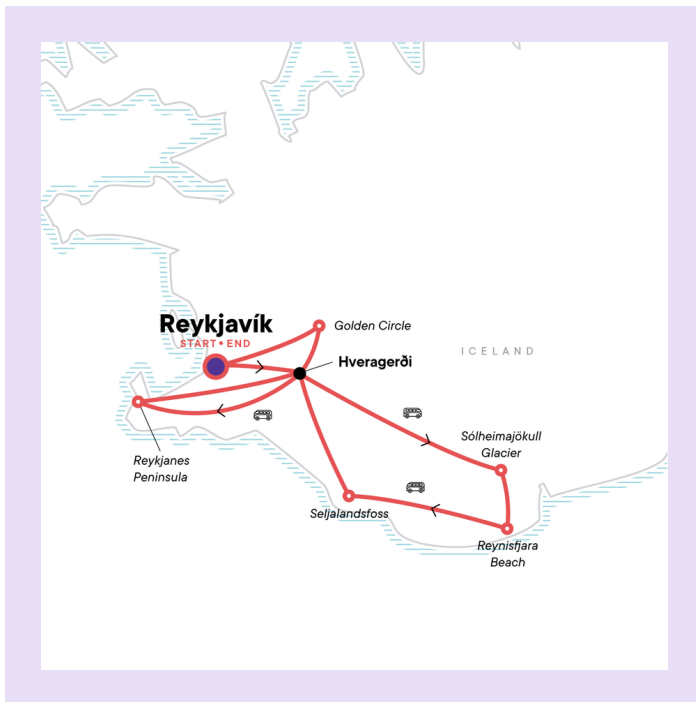 Reykjavík
START • END
Golden Circle
ICELAND
Hveragerði
Sólheimajökull
Glacier
Reykjanes
Peninsula
Seljalandsfoss
Reynisfjara
Beach